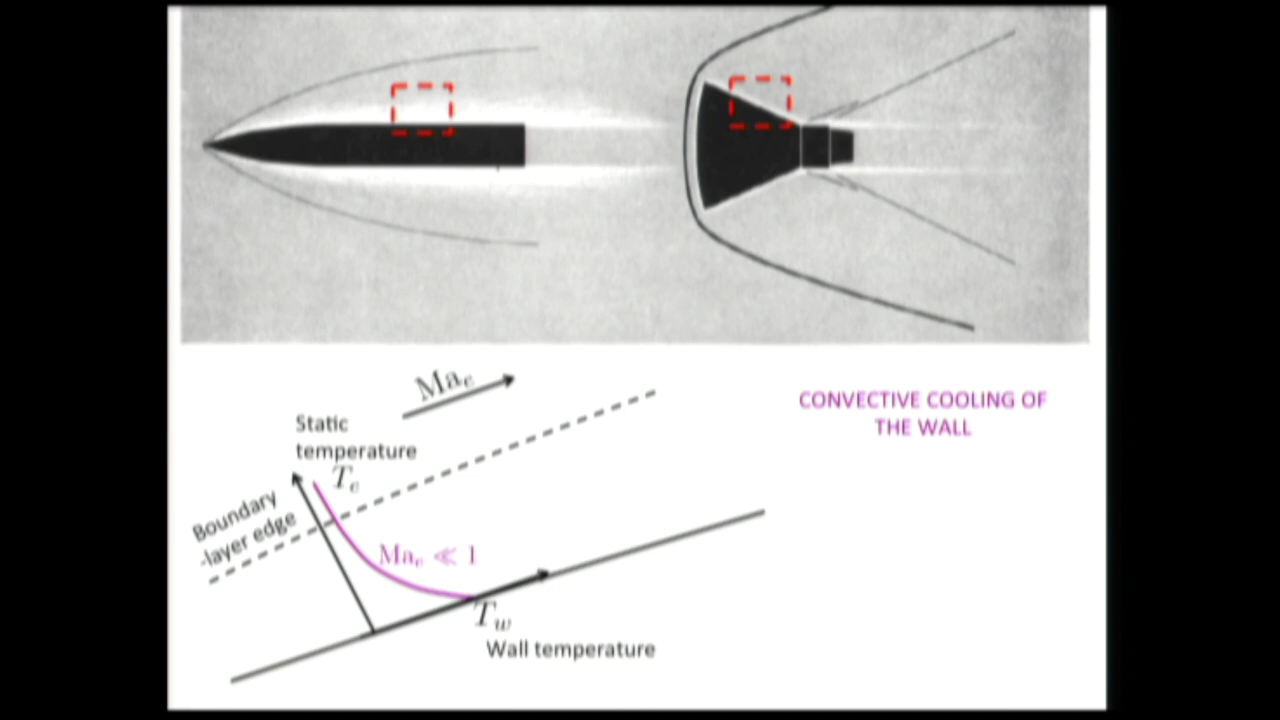 Ma_e
CONVECTIVE COOLING OF
THE WALL
Static
temperature
T_e
Boundary
-layer edge
Ma_e ≪ 1
T_w
Wall temperature